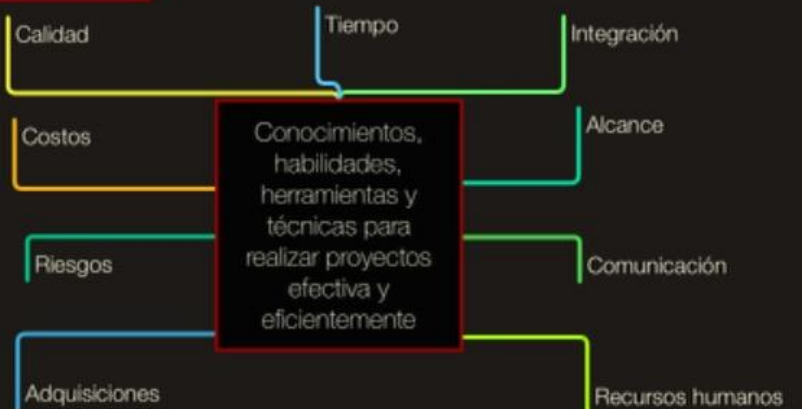 Calidad
Tiempo
Integración
Costos
Conocimientos,
habilidades,
herramientas y
técnicas para
realizar proyectos
efectiva y
eficientemente
Alcance
Riesgos
Comunicación
Adquisiciones
Recursos humanos